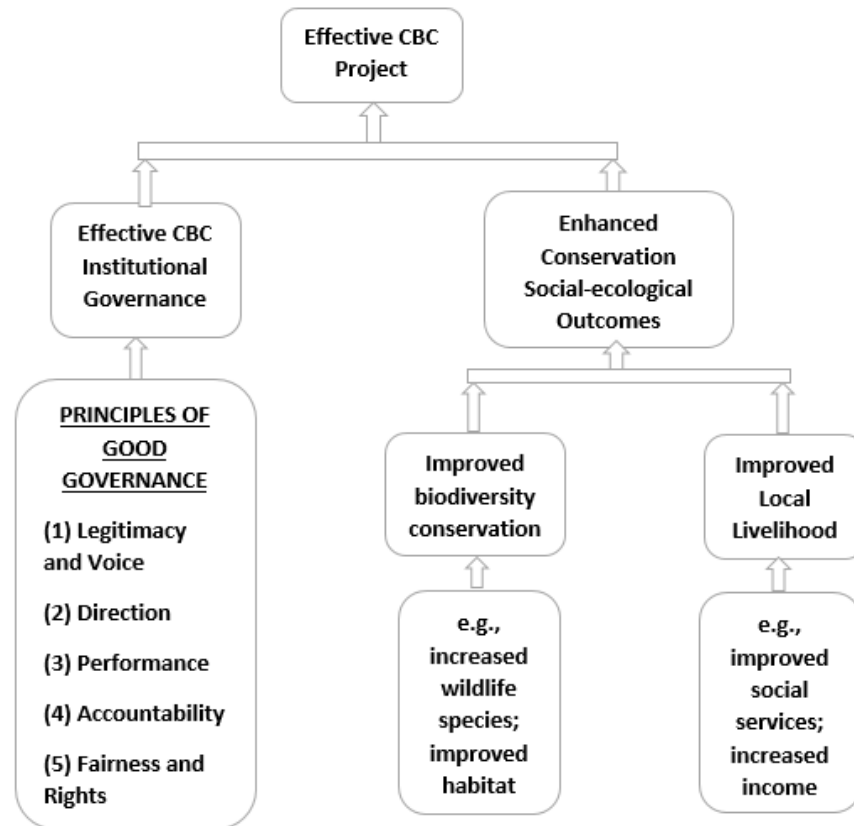 Effective CBC
Project
Effective CBC
Institutional
Governance
Enhanced
Conservation
Social-ecological
Outcomes
PRINCIPLES OF
GOOD
GOVERNANCE
(1) Legitimacy
and Voice
(2) Direction
(3) Performance
(4) Accountability
(5) Fairness and
Rights
Improved
biodiversity
conservation
Improved
Local
Livelihood
e.g.,
increased
wildlife
species;
improved
habitat
e.g.,
improved
social
services;
increased
income